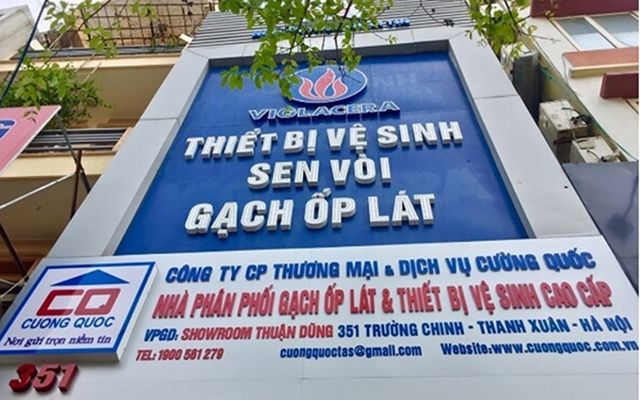 VIGLACERA
THIẾT BỊ VỆ SINH
SEN VÒI
GẠCH ỐP LÁT
CQ
CUONG QUOC
Nơi gửi trọn niềm tin
351
CÔNG TY CP THƯƠNG MẠI & DỊCH VỤ CƯỜNG QUỐC
NHÀ PHÂN PHỐI GẠCH ỐP LÁT & THIẾT BỊ VỆ SINH CAO CẤP
VPGD: SHOWROOM THUẬN DŨNG 351 TRƯỜNG CHINH - THANH XUÂN - HÀ NỘI
TEL: 1900 561 279 cuongquoctas@gmail.com Website:www.cuongquoc.com.vn